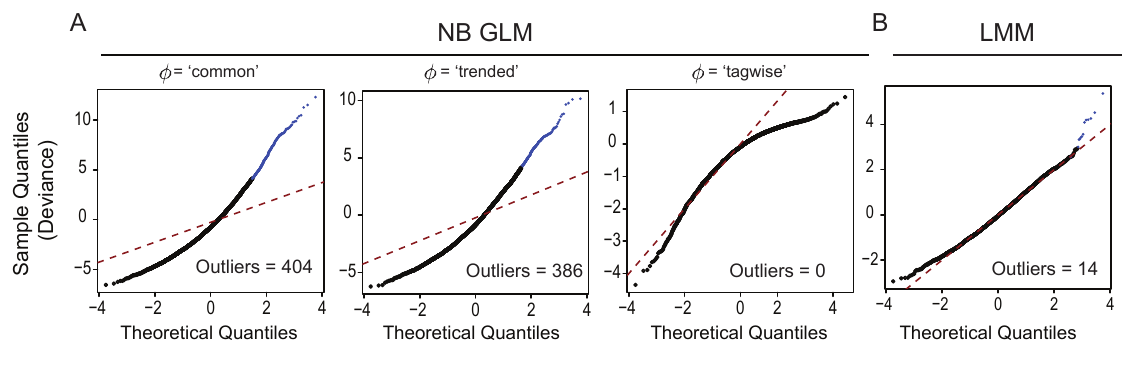 A
NB GLM
B
LMM
ϕ = ‘common’
ϕ = ‘trended’
ϕ = ‘tagwise’
Sample Quantiles
(Deviance)
10
5
0
−5
Outliers = 404
−4
−2
0
2
4
Theoretical Quantiles
10
5
0
−5
Outliers = 386
−4
−2
0
2
4
Theoretical Quantiles
1
0
−1
−2
−3
−4
Outliers = 0
−4
−2
0
2
4
Theoretical Quantiles
4
2
0
−2
Outliers = 14
−4
−2
0
2
4
Theoretical Quantiles